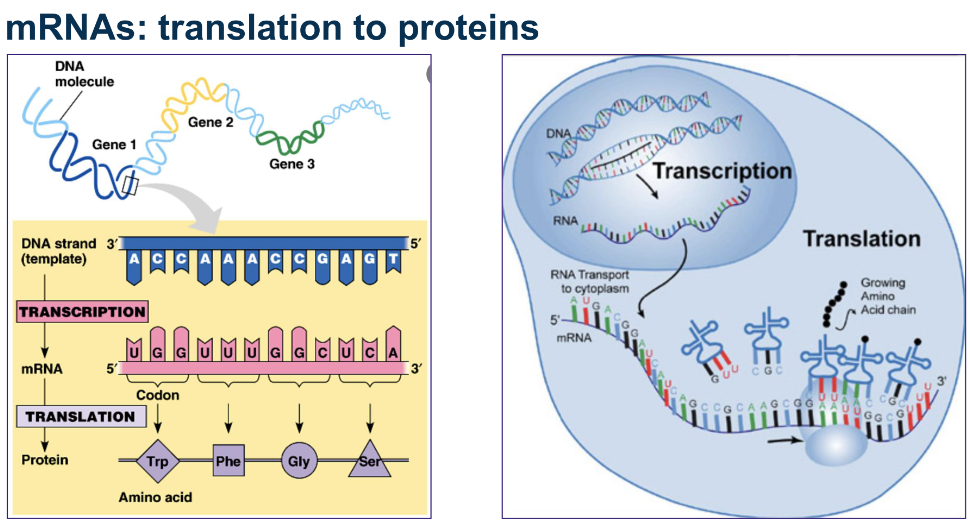 mRNAs: translation to proteins
DNA
molecule
Gene 1
Gene 2
Gene 3
DNA strand
(template)
3′
A C C A A A C C G A G T
5′
TRANSCRIPTION
mRNA
5′
U G G U U U G G C U C A
3′
Codon
TRANSLATION
Protein
Trp
Phe
Gly
Ser
Amino acid
DNA
Transcription
RNA
Translation
RNA Transport
to cytoplasm
Growing
Amino
Acid chain
5′
mRNA
A U G A C G G
G U U
C G C
A G C C G C A A G C G G
3′